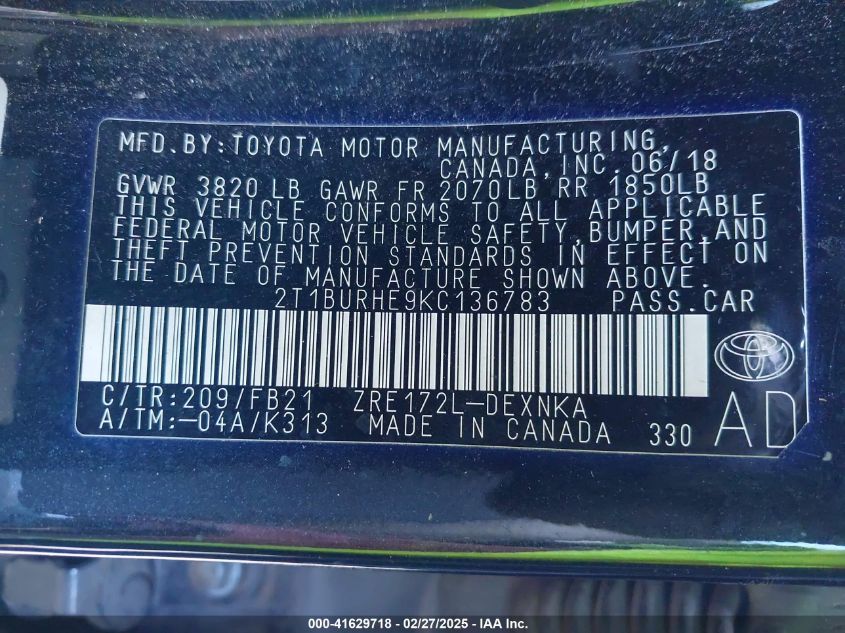 MFD.BY:TOYOTA MOTOR MANUFACTURING,
CANADA,INC. 06/18
GVWR 3820 LB GAWR FR 2070LB RR 1850LB
THIS VEHICLE CONFORMS TO ALL APPLICABLE
FEDERAL MOTOR VEHICLE SAFETY,BUMPER,AND
THEFT PREVENTION STANDARDS IN EFFECT ON
THE DATE OF MANUFACTURE SHOWN ABOVE.
2T1BURHE9KC136783 PASS.CAR
C/TR:209/FB21 ZRE172L-DEXNKA
A/TM:-04A/K313 MADE IN CANADA 330 AD
000-41629718 | 02/27/2025 - IAA Inc.